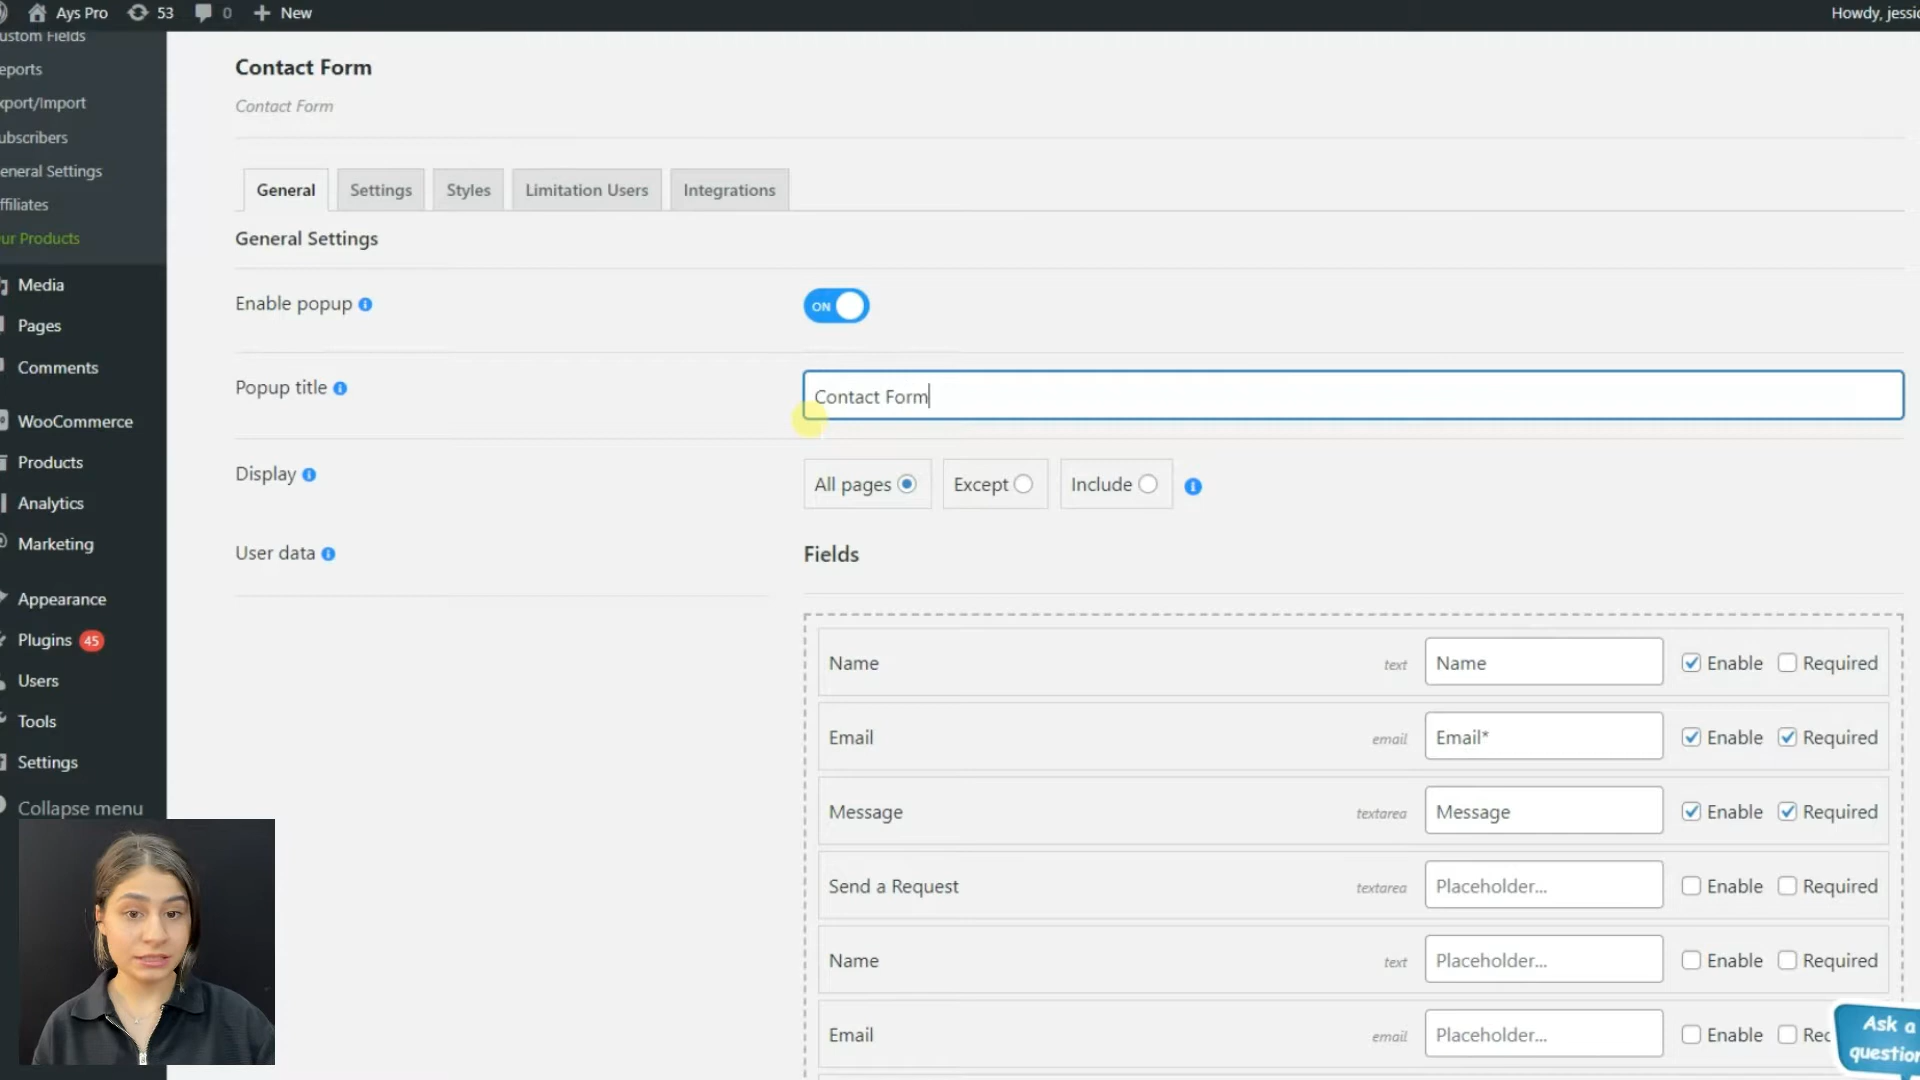 Ays Pro 53 0 New Howdy, jessic
ustom Fields
eports
xport/Import
ubscribers
eneral Settings
ffiliates
ur Products
Media
Pages
Comments
WooCommerce
Products
Analytics
Marketing
Appearance
Plugins 45
Users
Tools
Settings
Collapse menu
Contact Form
Contact Form
General Settings Styles Limitation Users Integrations
General Settings
Enable popup ON
Popup title Contact Form
Display All pages Except Include
User data Fields
Name text Name Enable Required
Email email Email* Enable Required
Message textarea Message Enable Required
Send a Request textarea Placeholder... Enable Required
Name text Placeholder... Enable Required
Email email Placeholder... Enable Rec
Ask a
question